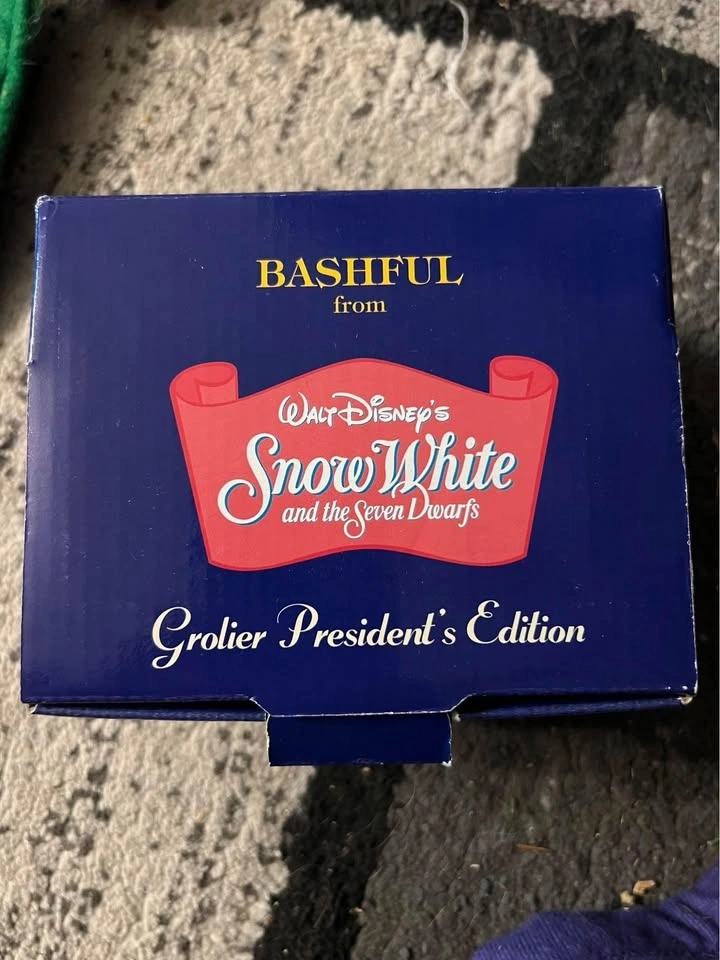 BASHFUL
from
WALT DISNEY'S
Snow White
and the Seven Dwarfs
Grolier President's Edition